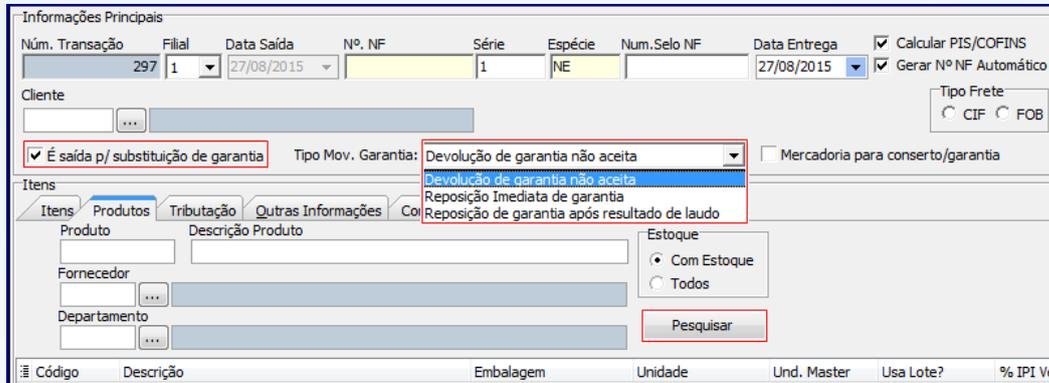 Informações Principais
Núm. Transação Filial Data Saída Nº. NF Série Espécie Num.Selo NF Data Entrega Calcular PIS/COFINS
297 1 27/08/2015 1 NE 27/08/2015 Gerar Nº NF Automático
Cliente Tipo Frete
... CIF FOB
É saída p/ substituição de garantia Tipo Mov. Garantia: Devolução de garantia não aceita Mercadoria para conserto/garantia
Devolução de garantia não aceita
Reposição Imediata de garantia
Reposição de garantia após resultado de laudo
Itens
Itens Produtos Tributação Outras Informações
Produto Descrição Produto Estoque
Com Estoque
Fornecedor Todos
...
Departamento
... Pesquisar
Código Descrição Embalagem Unidade Und. Master Usa Lote? % IPI